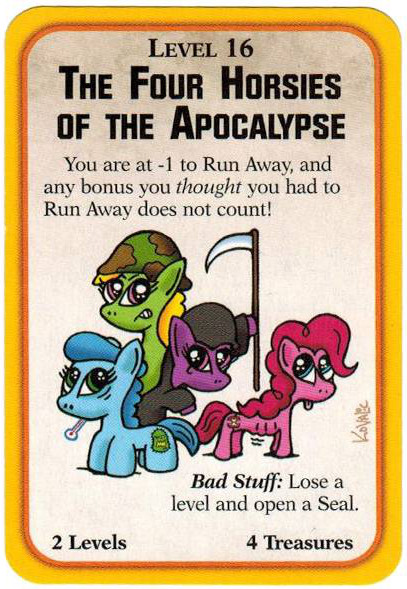 LEVEL 16
THE FOUR HORSIES
OF THE APOCALYPSE
You are at -1 to Run Away, and
any bonus you thought you had to
Run Away does not count!
KOVALIC
Bad Stuff: Lose a
level and open a Seal.
2 Levels
4 Treasures